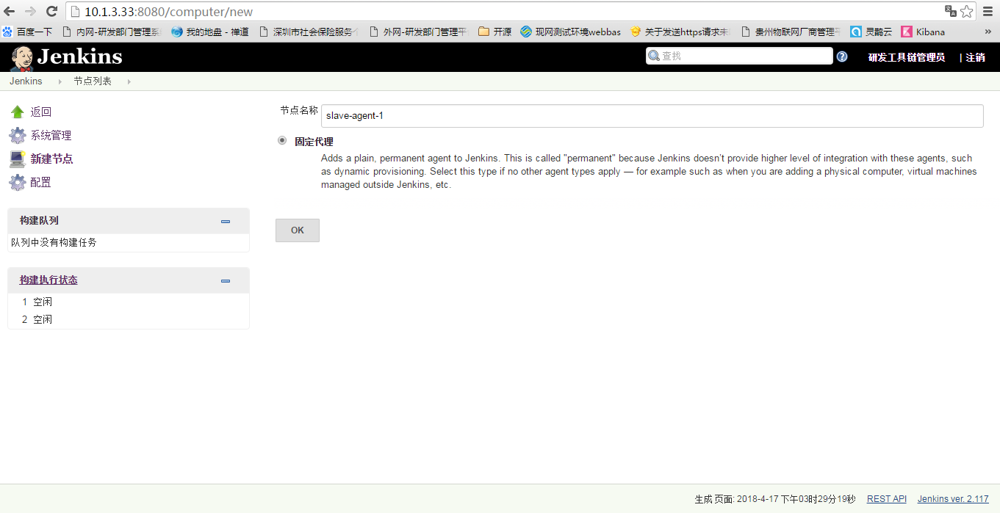 10.1.3.33:8080/computer/new
百度一下 内网-研发部门管理系 我的地盘 - 禅道 深圳市社会保险服务 外网-研发部门管理平 开源 现网测试环境webbas 关于发送https请求未 贵州物联网厂商管理平 灵鹊云 Kibana »
Jenkins 查找 研发工具链管理员 | 注销
Jenkins 节点列表
返回
系统管理
新建节点
配置
构建队列
队列中没有构建任务
构建执行状态
1 空闲
2 空闲
节点名称 slave-agent-1
固定代理
Adds a plain, permanent agent to Jenkins. This is called "permanent" because Jenkins doesn't provide higher level of integration with these agents, such
as dynamic provisioning. Select this type if no other agent types apply — for example such as when you are adding a physical computer, virtual machines
managed outside Jenkins, etc.
OK
生成 页面: 2018-4-17 下午03时29分19秒 REST API Jenkins ver. 2.117